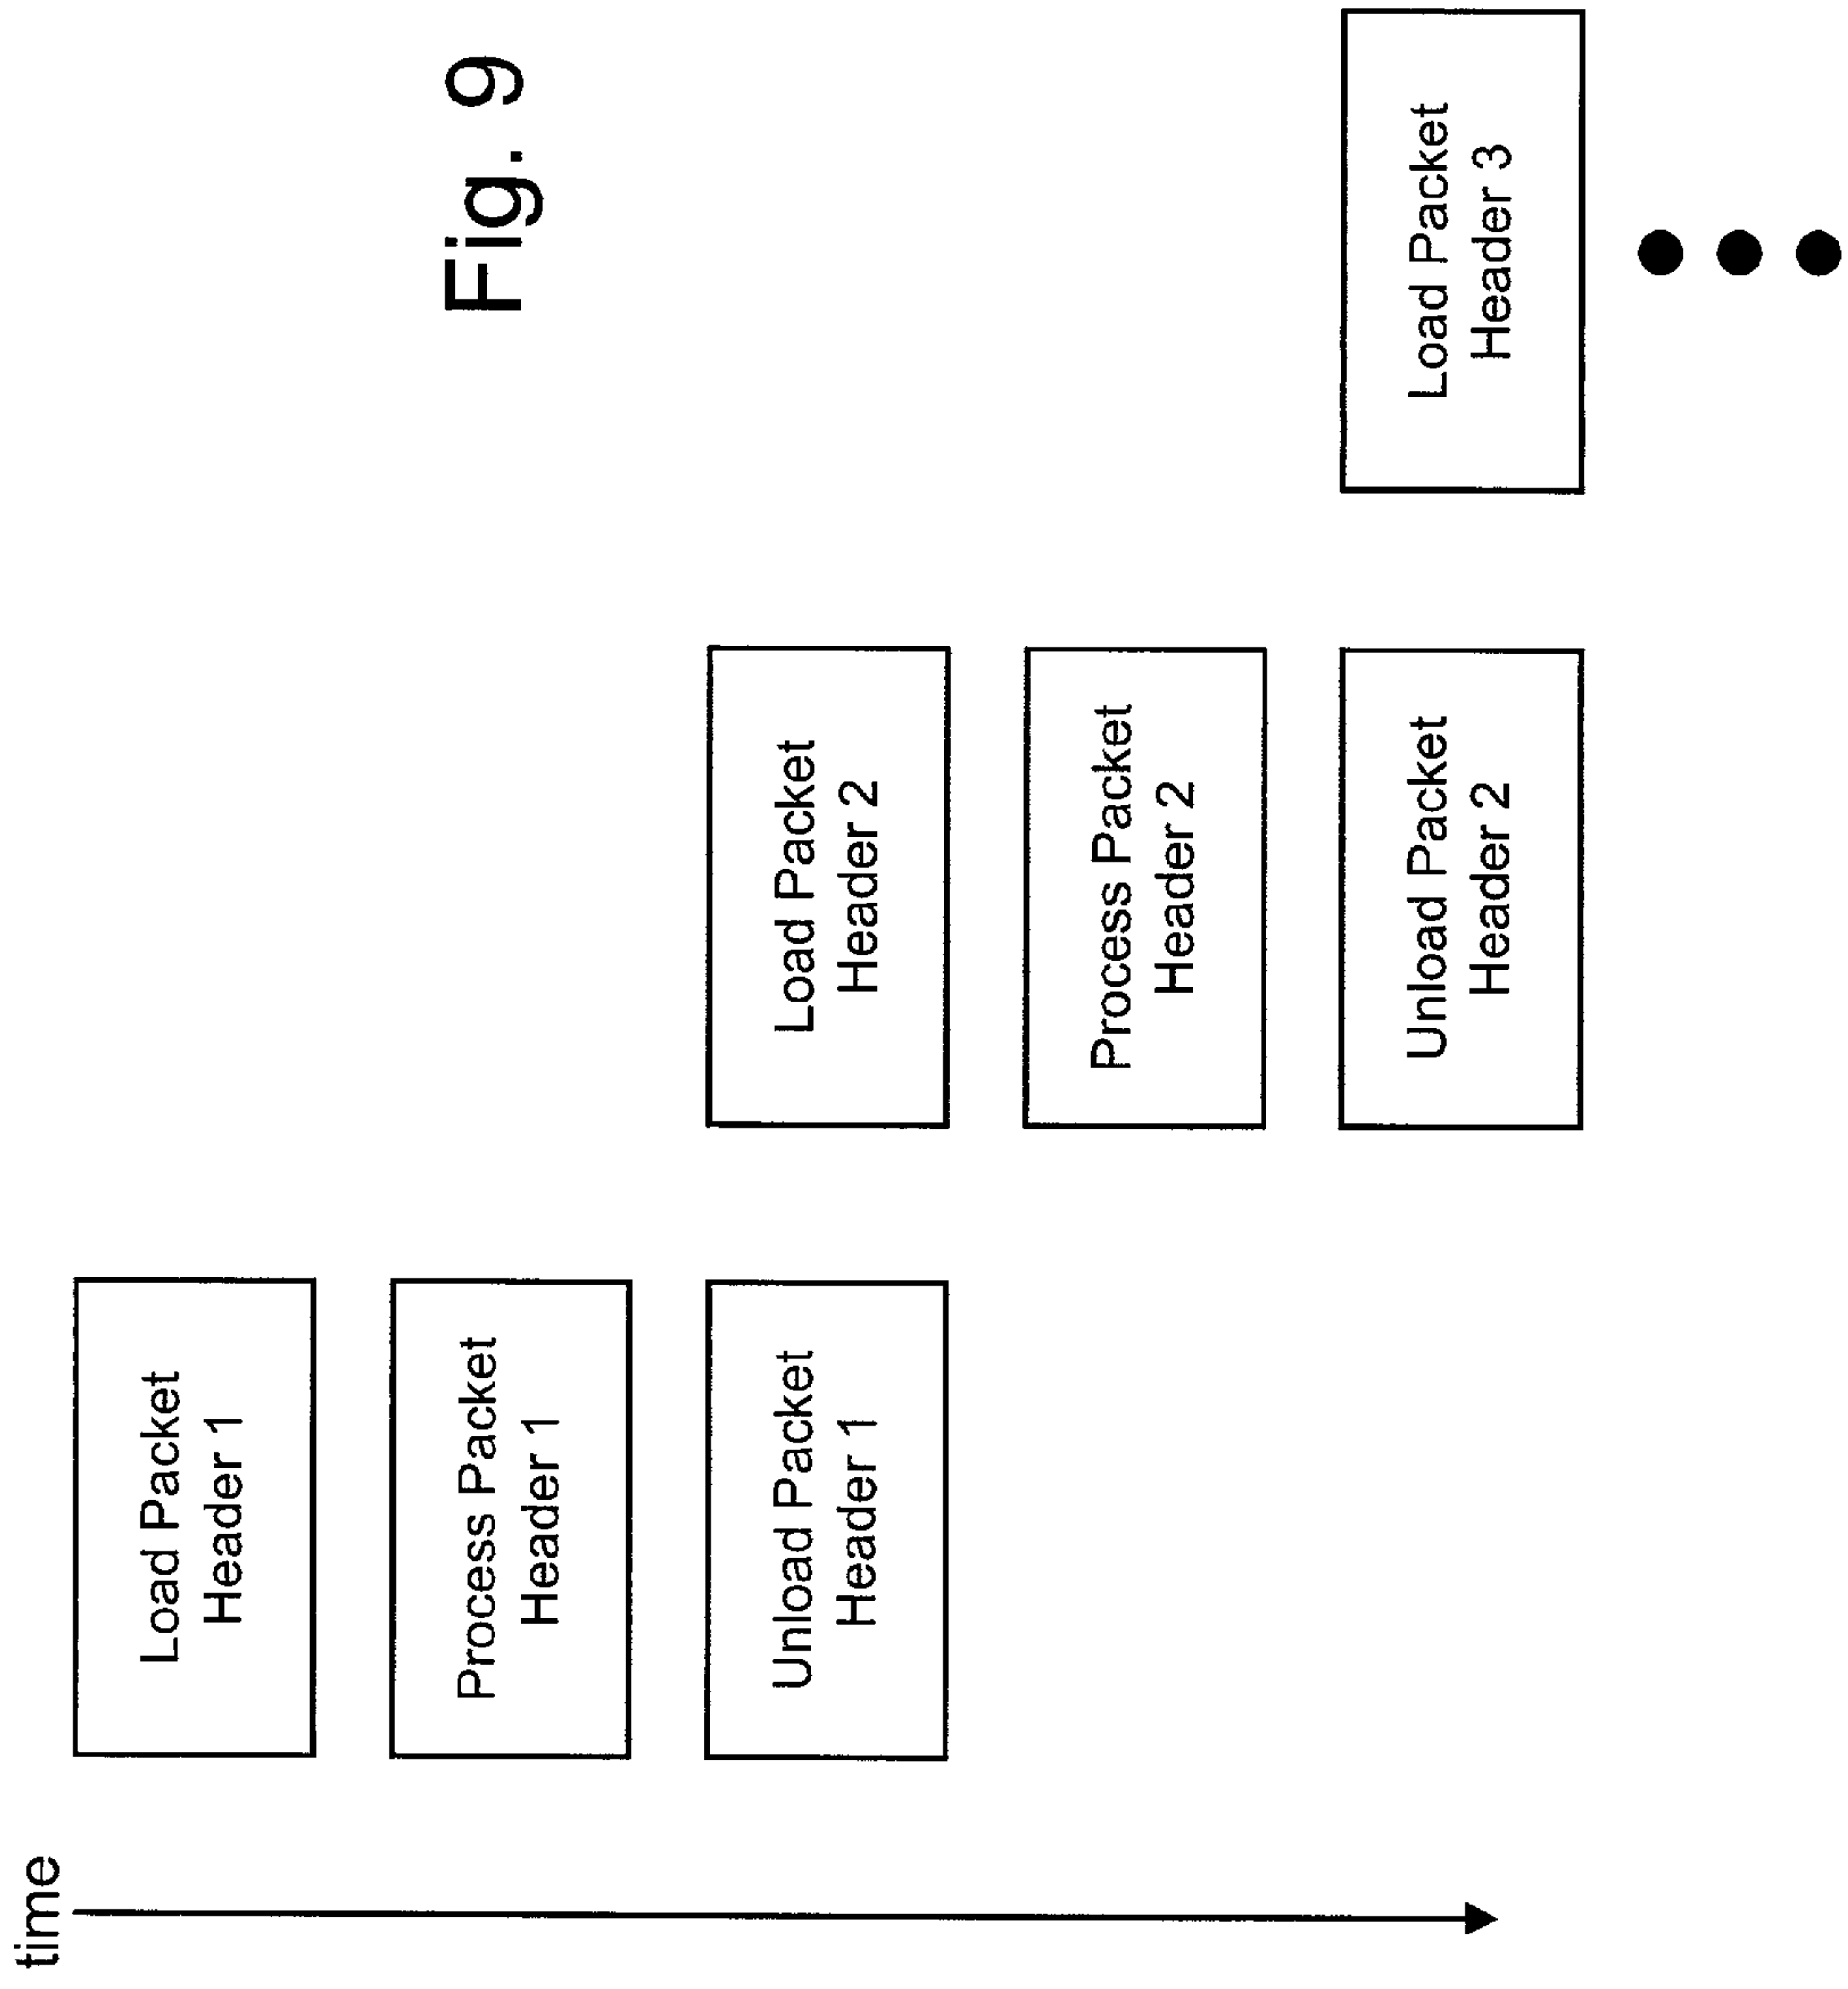 Fig. 9
time
Load Packet
Header 1
Process Packet
Header 1
Unload Packet
Header 1
Load Packet
Header 2
Process Packet
Header 2
Unload Packet
Header 2
Load Packet
Header 3